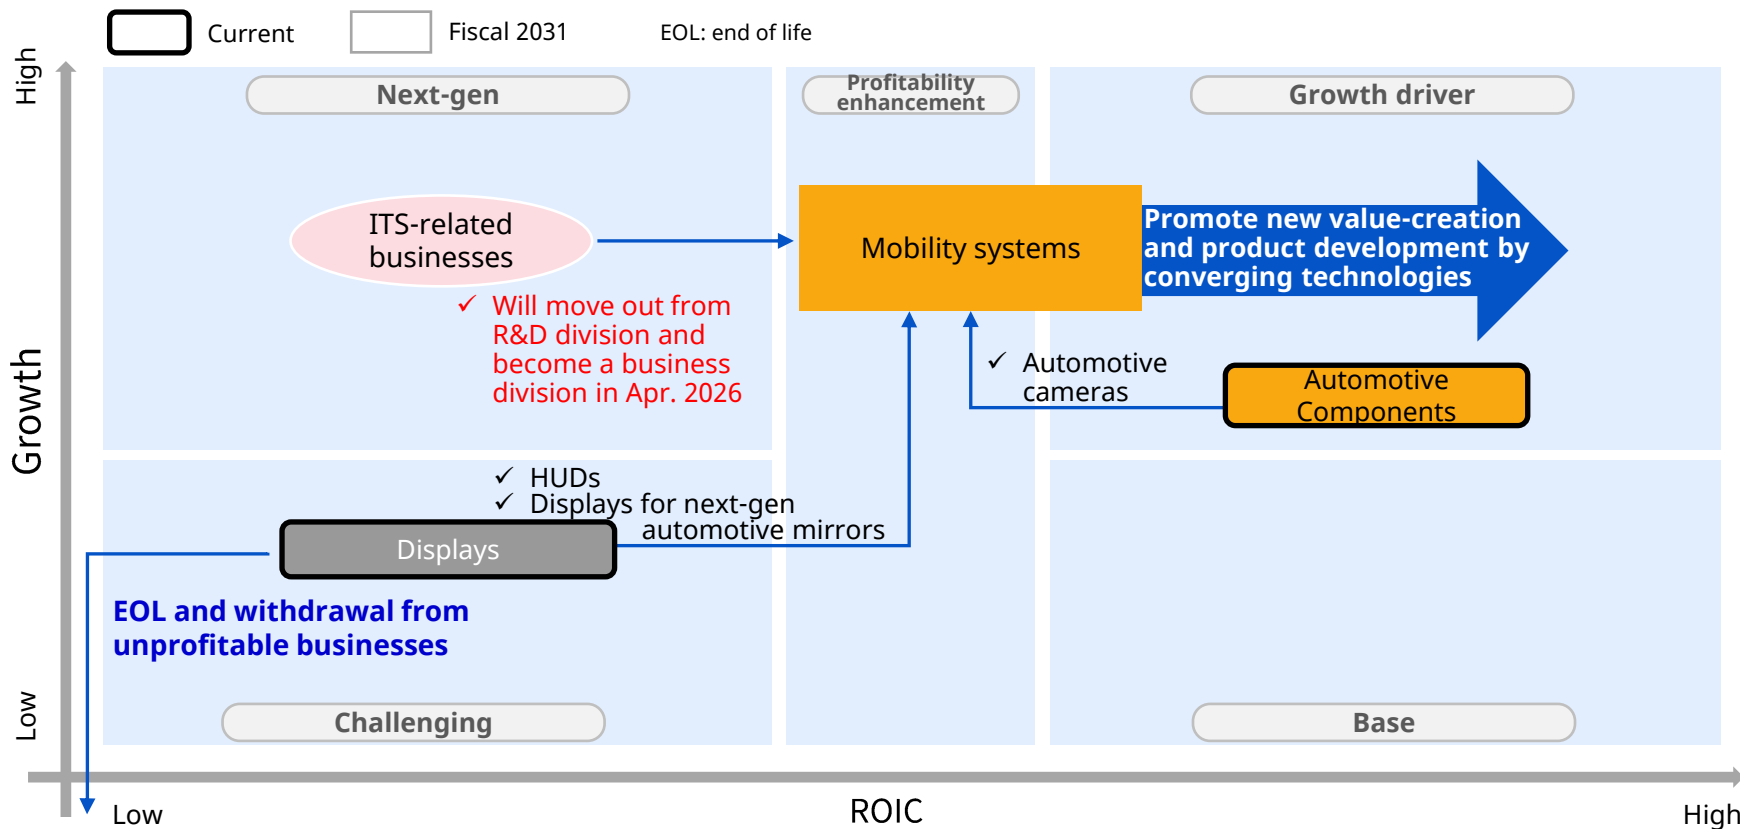 Current
Fiscal 2031
EOL: end of life
High
Growth
Low
Next-gen
Profitability
enhancement
Growth driver
ITS-related
businesses
Mobility systems
Promote new value-creation
and product development by
converging technologies
✓ Will move out from
R&D division and
become a business
division in Apr. 2026
✓ Automotive
cameras
Automotive
Components
✓ HUDs
✓ Displays for next-gen
automotive mirrors
Displays
EOL and withdrawal from
unprofitable businesses
Challenging
Base
Low
ROIC
High